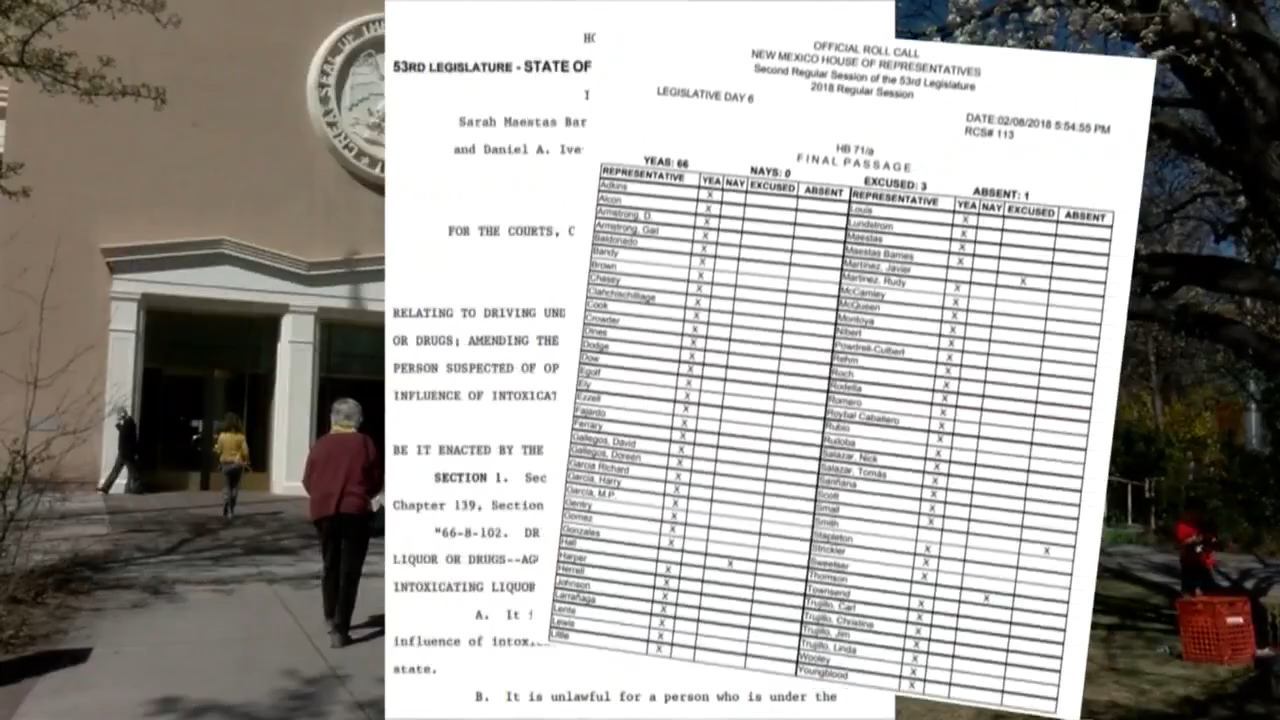 GREAT SEAL OF THE
HC
53RD LEGISLATURE - STATE OF
I
Sarah Maestas Bar
and Daniel A. Ive
FOR THE COURTS, C
RELATING TO DRIVING UND
OR DRUGS; AMENDING THE
PERSON SUSPECTED OF OP
INFLUENCE OF INTOXICAT
BE IT ENACTED BY THE
SECTION 1. Sec
Chapter 139, Section
"66-8-102. DR
LIQUOR OR DRUGS--AG
INTOXICATING LIQUOR
A. It i
influence of intox
state.
B. It is unlawful for a person who is under the
OFFICIAL ROLL CALL
NEW MEXICO HOUSE OF REPRESENTATIVES
Second Regular Session of the 53rd Legislature
2018 Regular Session
LEGISLATIVE DAY 6
DATE:02/08/2018 5:54:55 PM
RCS# 113
HB 71/a
FINAL PASSAGE
YEAS: 66 NAYS: 0 EXCUSED: 3 ABSENT: 1
REPRESENTATIVE YEA NAY EXCUSED ABSENT REPRESENTATIVE YEA NAY EXCUSED ABSENT
Adkins X
Alcon X
Armstrong, D. X
Armstrong, Gail X
Baldonado X
Bandy X
Brown X
Chasey X
Clahchischilliage X
Cook X
Crowder X
Dines X
Dodge X
Dow X
Egolf X
Ely X
Ezzell X
Fajardo X
Ferrary X
Gallegos, David X
Gallegos, Doreen X
Garcia Richard X
Garcia, Harry X
Garcia, M.P. X
Gentry X
Gomez X
Gonzales X
Hall X
Harper X
Herrell X
Johnson X
Larrañaga X
Lente X
Lewis X
Little X
Louis X
Lundstrom X
Maestas X
Maestas Barnes X
Martinez, Javier X
Martinez, Rudy X
McCamley X
McQueen X
Montoya X
Nibert X
Powdrell-Culbert X
Rehm X
Roch X
Rodella X
Romero X
Roybal Caballero X
Rubio X
Ruiloba X
Salazar, Nick X
Salazar, Tomás X
Sariñana X
Scott X
Small X
Smith X
Stapleton X
Strickler X
Sweetser X
Thomson X
Townsend X
Trujillo, Carl X
Trujillo, Christine X
Trujillo, Jim X
Trujillo, Linda X
Wooley X
Youngblood X